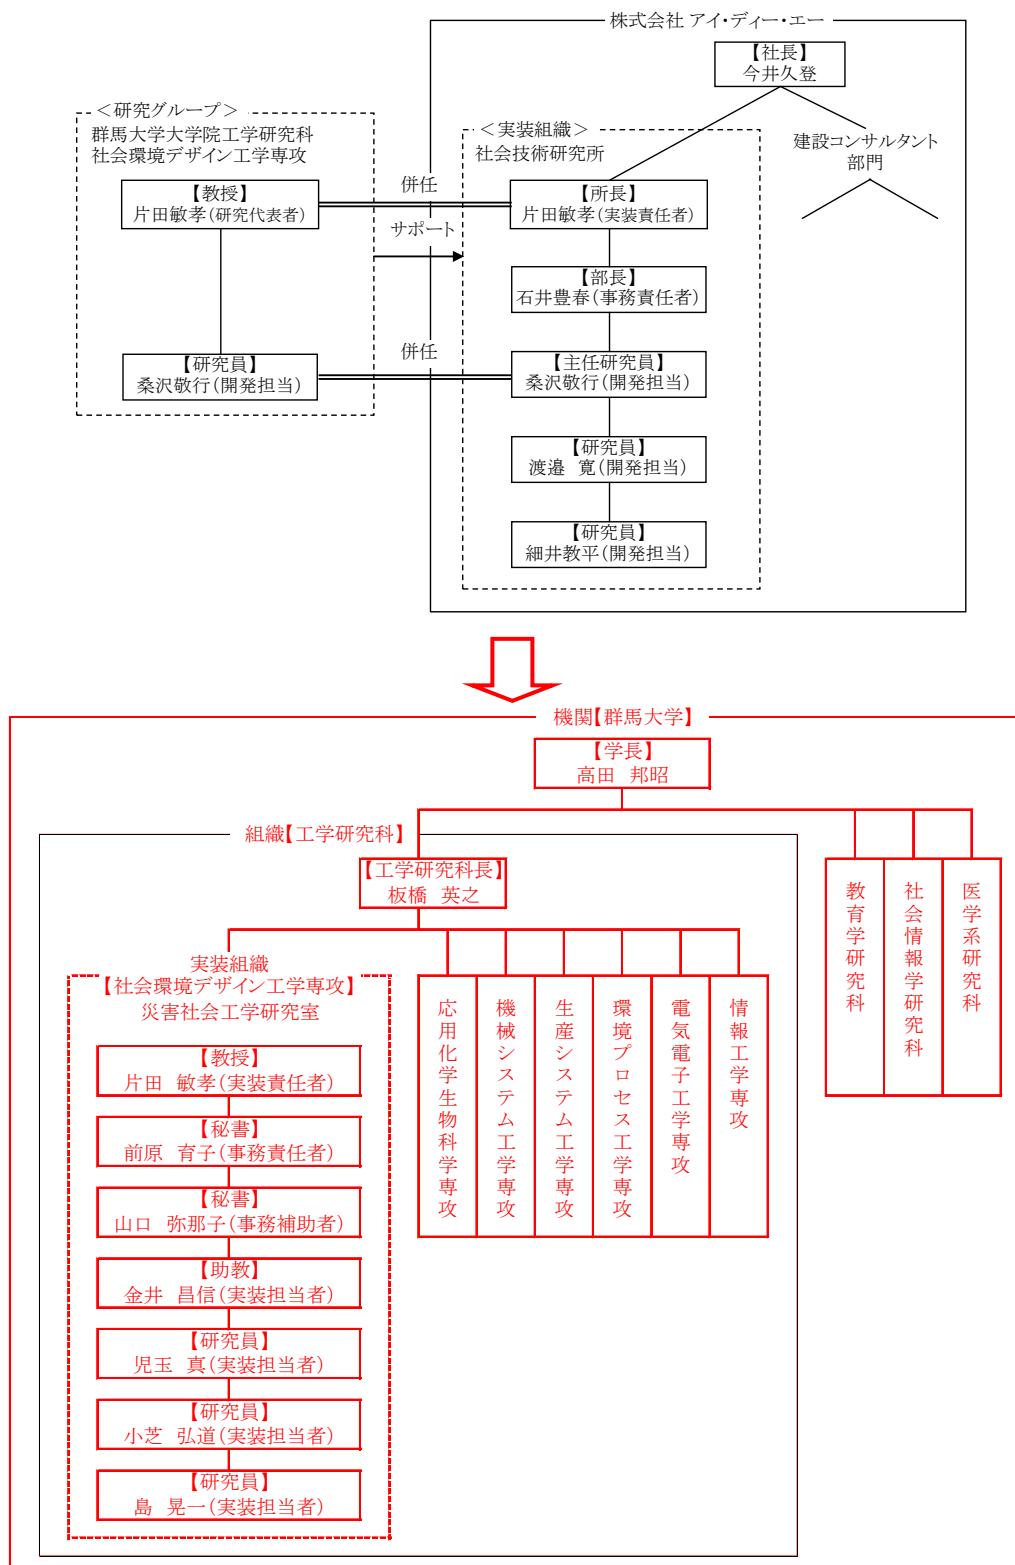 株式会社 アイ・ディー・エー
【社長】
今井久登
＜研究グループ＞
群馬大学大学院工学研究科
社会環境デザイン工学専攻
＜実装組織＞
社会技術研究所
建設コンサルタント
部門
【教授】
片田敏孝(研究代表者)
併任
【所長】
片田敏孝(実装責任者)
サポート
【部長】
石井豊春(事務責任者)
【研究員】
桑沢敬行(開発担当)
併任
【主任研究員】
桑沢敬行(開発担当)
【研究員】
渡邉　寛(開発担当)
【研究員】
細井教平(開発担当)
機関【群馬大学】
【学長】
高田　邦昭
組織【工学研究科】
【工学研究科長】
板橋　英之
教育学研究科
社会情報学研究科
医学系研究科
実装組織
【社会環境デザイン工学専攻】
災害社会工学研究室
【教授】
片田　敏孝(実装責任者)
【秘書】
前原　育子(事務責任者)
【秘書】
山口　弥那子(事務補助者)
【助教】
金井　昌信(実装担当者)
【研究員】
児玉　真(実装担当者)
【研究員】
小芝　弘道(実装担当者)
【研究員】
島　晃一(実装担当者)
応用化学生物科学専攻
機械システム工学専攻
生産システム工学専攻
環境プロセス工学専攻
電気電子工学専攻
情報工学専攻